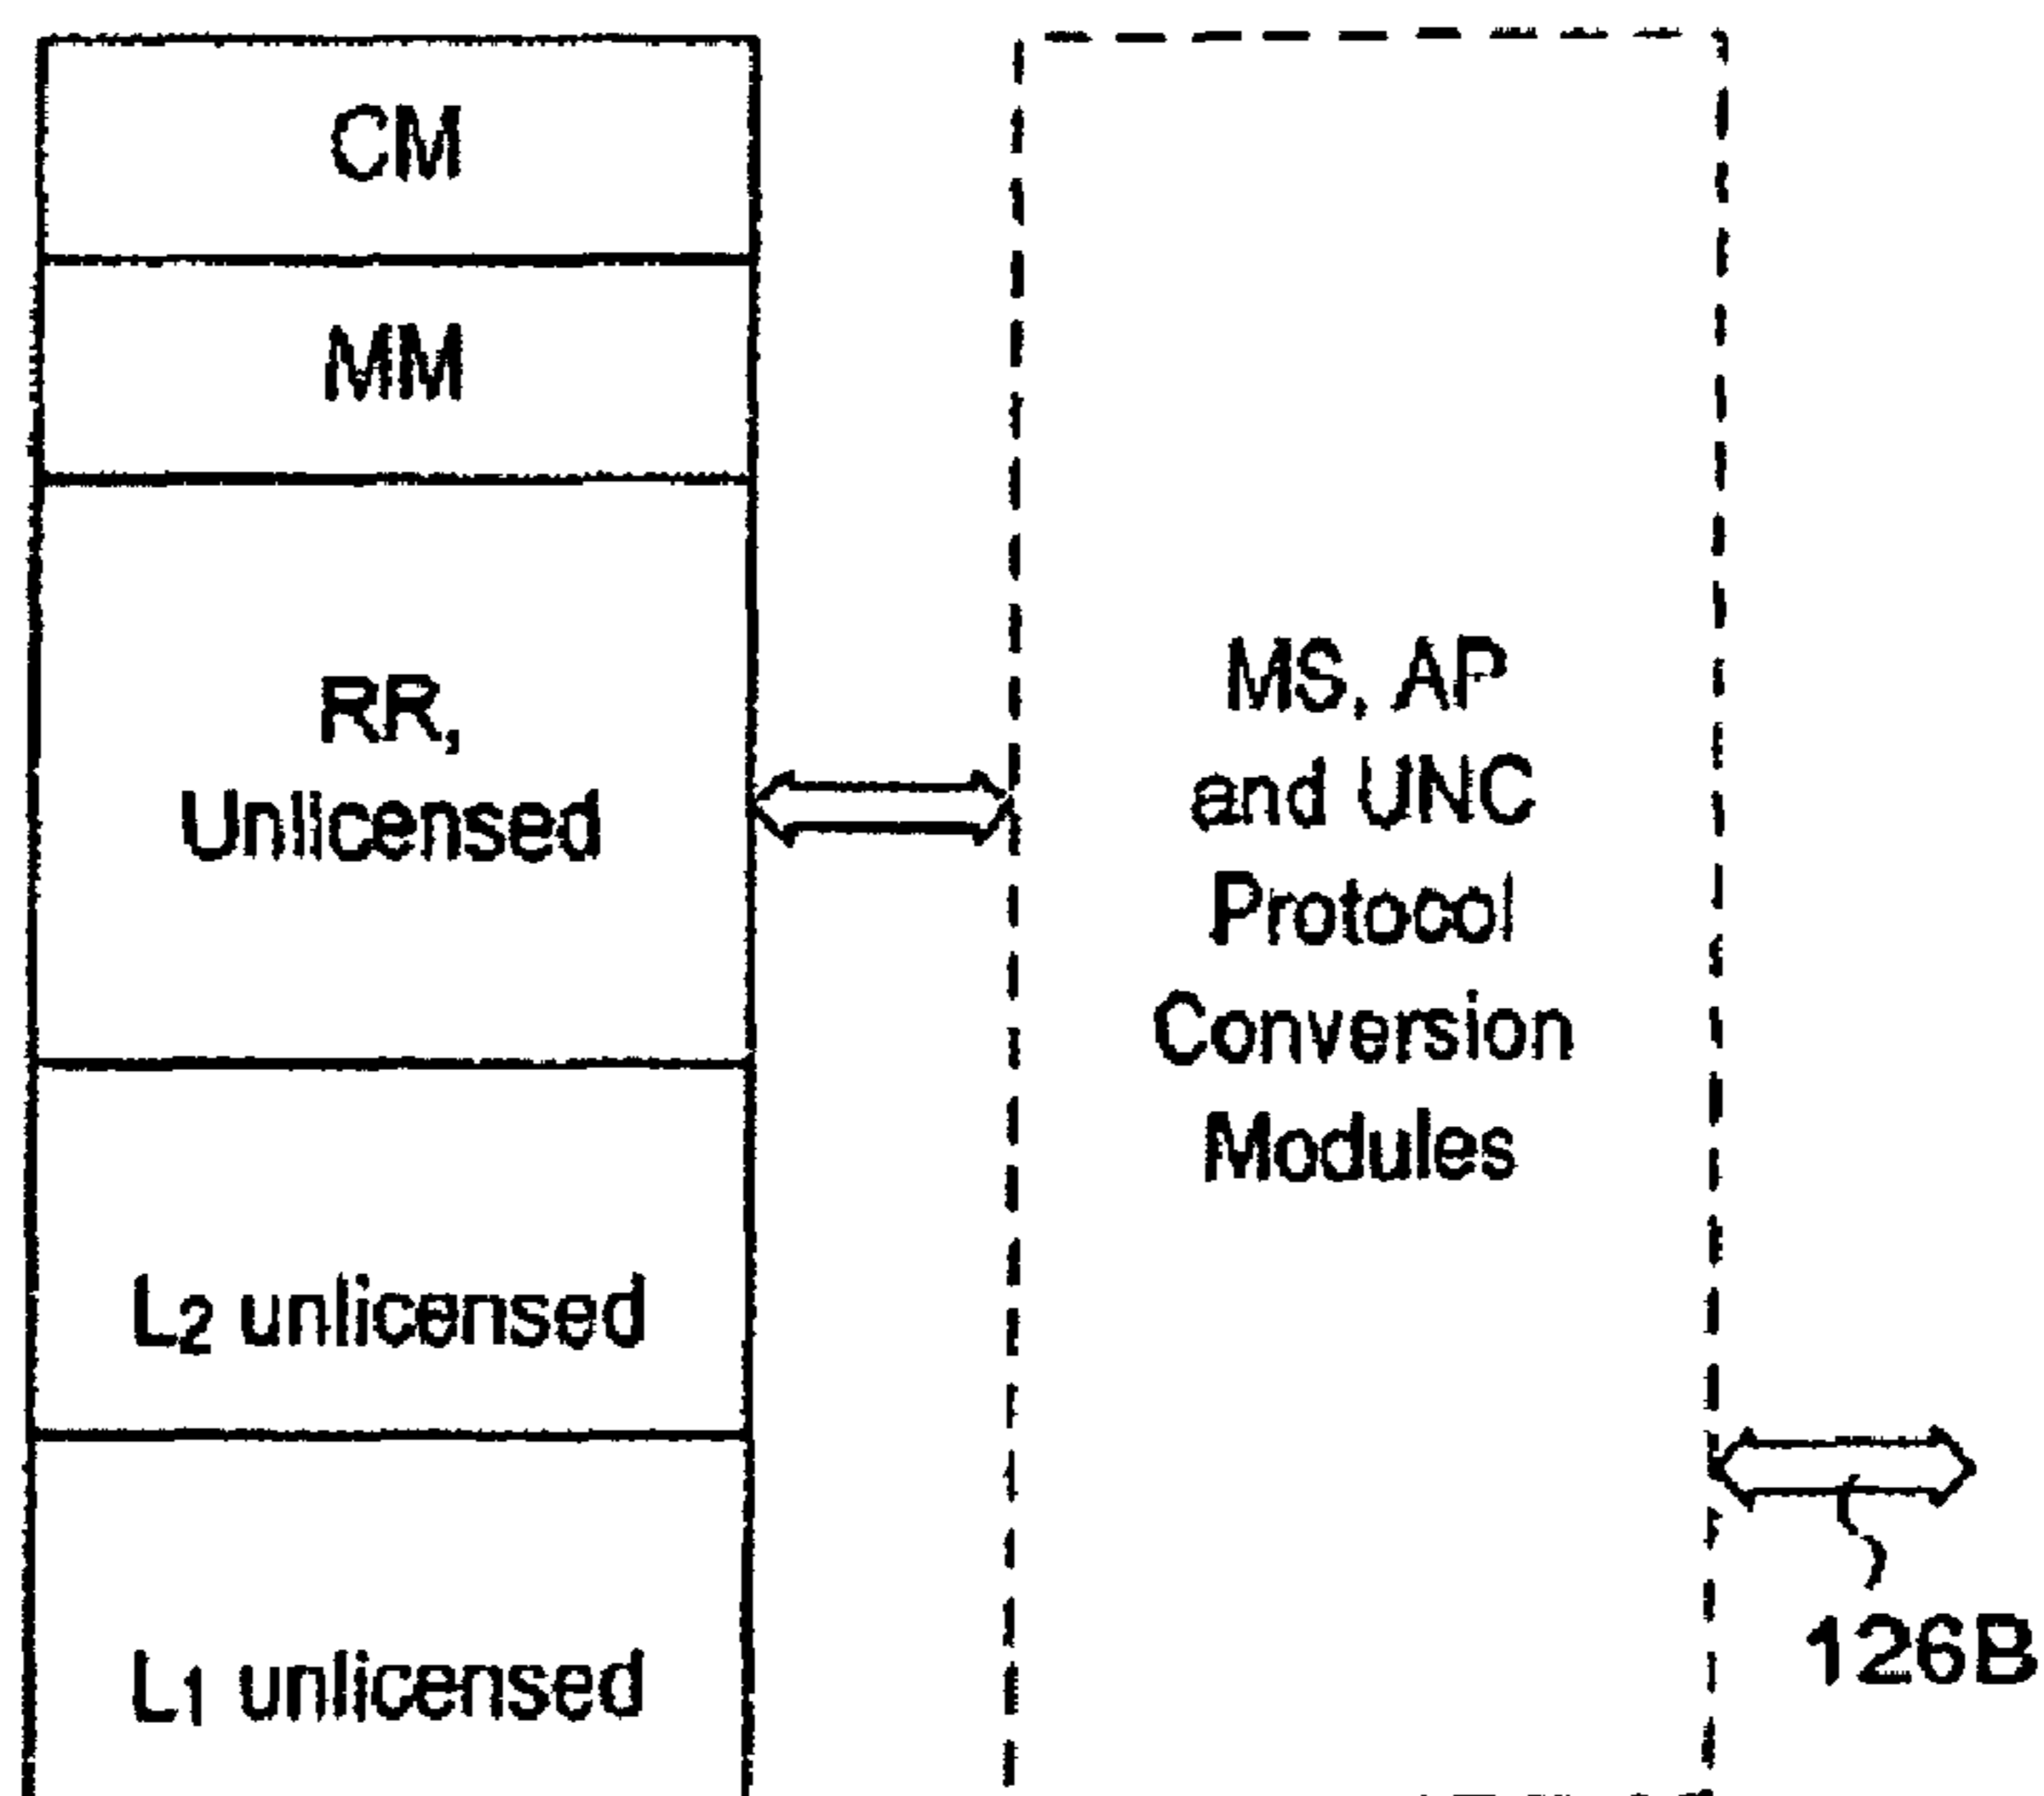 CM
MM
RR,
Unlicensed
L2 unlicensed
L1 unlicensed
MS, AP
and UNC
Protocol
Conversion
Modules
126B